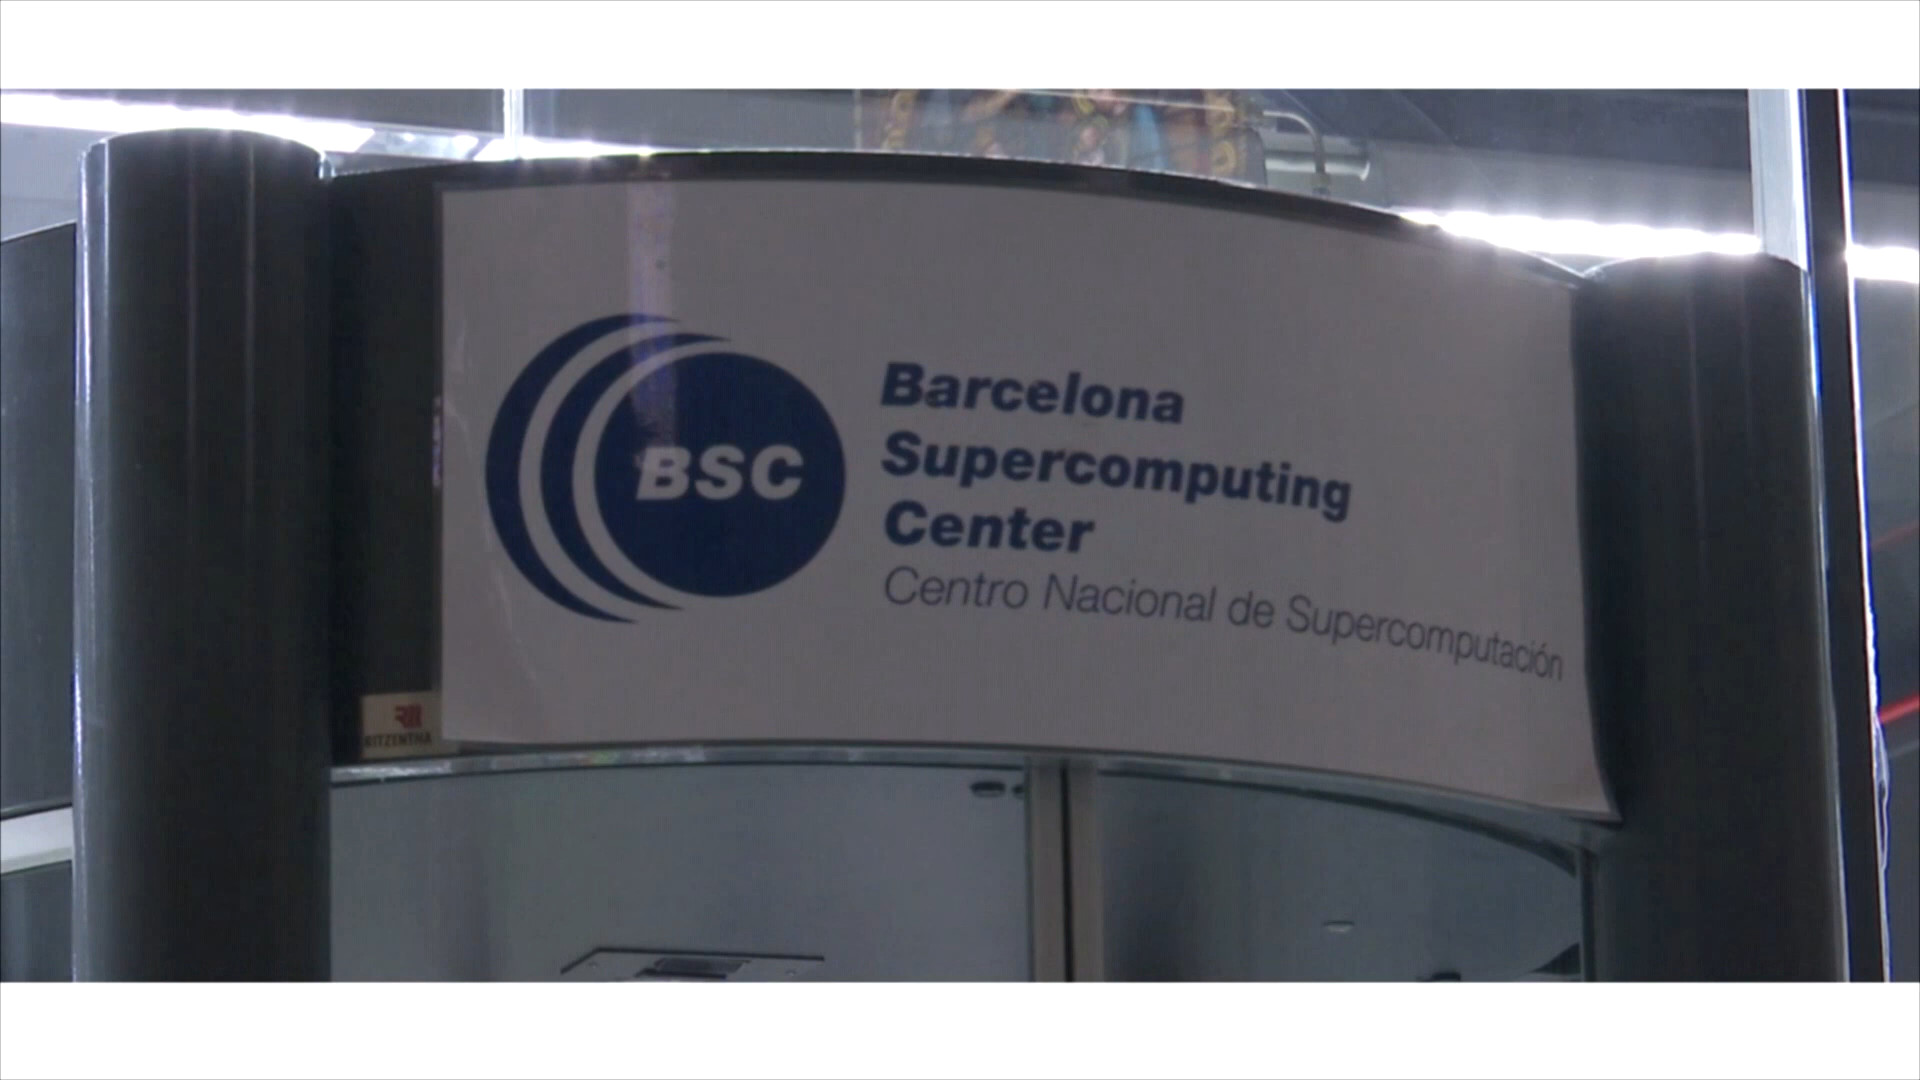 BSC
Barcelona
Supercomputing
Center
Centro Nacional de Supercomputación